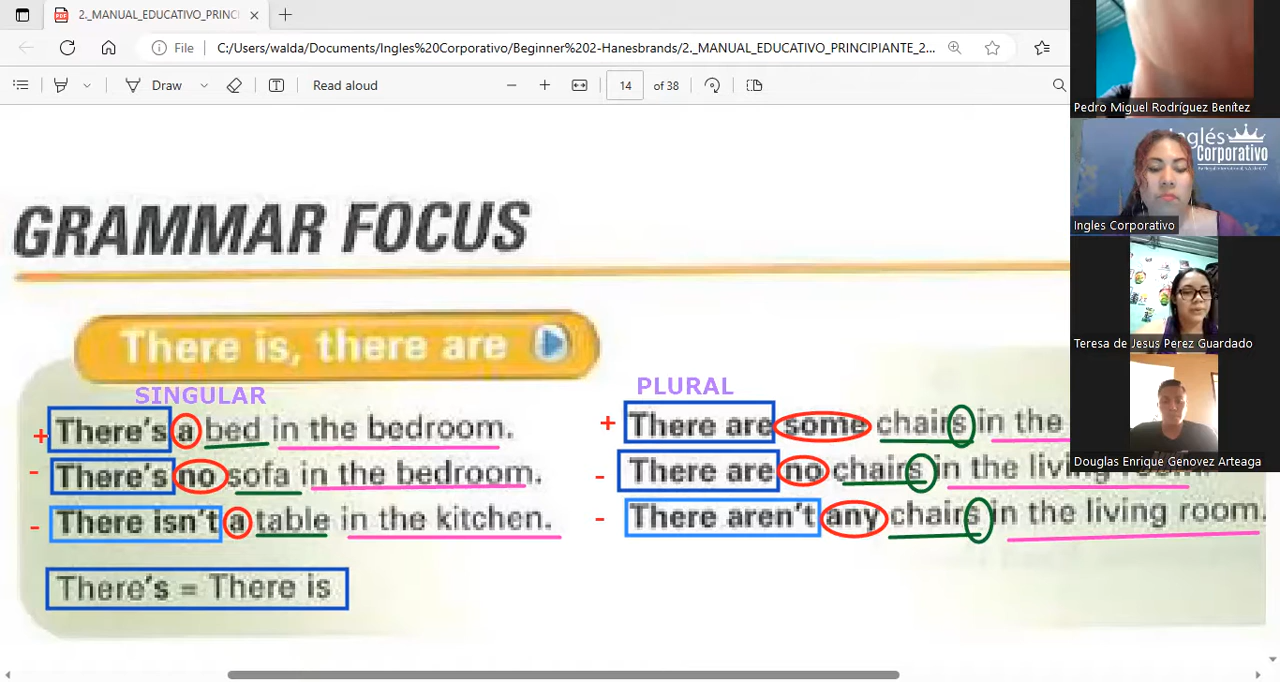 2._MANUAL_EDUCATIVO_PRINCI
File
C:/Users/walda/Documents/Ingles%20Corporativo/Beginner%202-Hanesbrands/2._MANUAL_EDUCATIVO_PRINCIPIANTE_2...
Draw
Read aloud
14 of 38
GRAMMAR FOCUS
There is, there are
SINGULAR
+ There's a bed in the bedroom.
- There's no sofa in the bedroom.
- There isn't a table in the kitchen.
There's = There is
PLURAL
+ There are some chairs in the
- There are no chairs in the living room.
- There aren't any chairs in the living room.
Pedro Miguel Rodríguez Benítez
inglés
Corporativo
Ingles Corporativo
Teresa de Jesus Perez Guardado
Douglas Enrique Genovez Arteaga